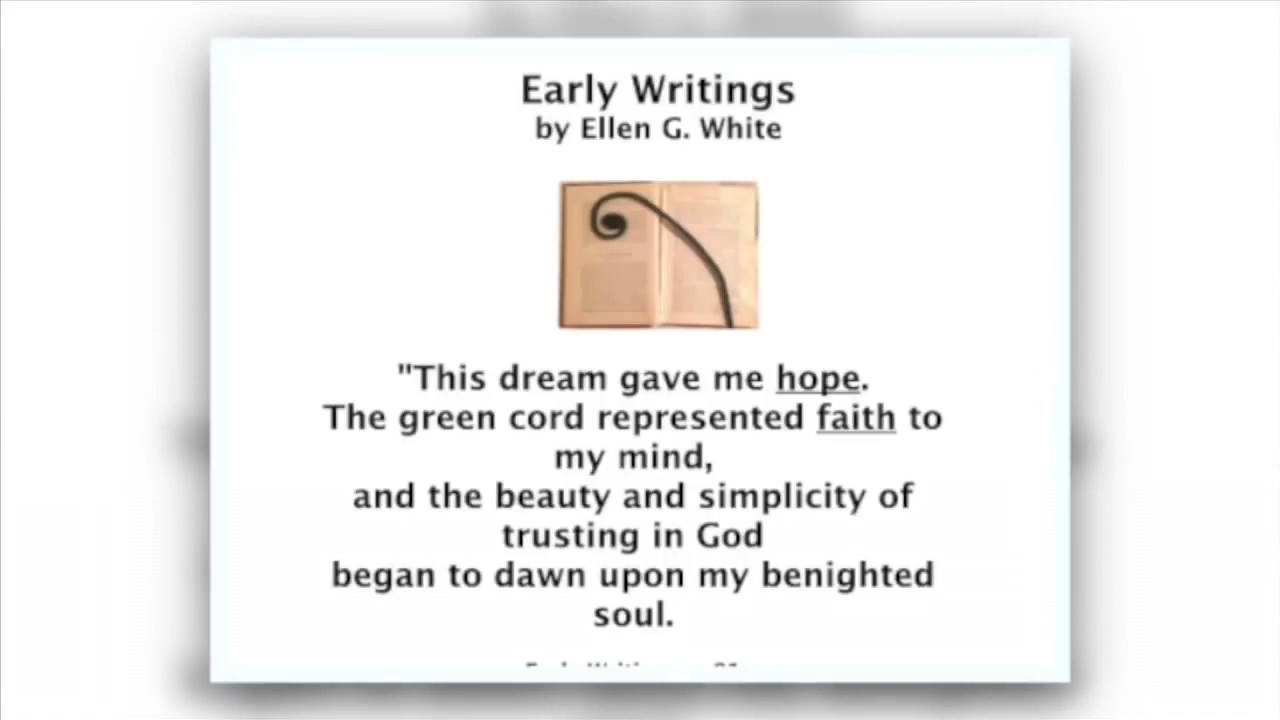 Early Writings
by Ellen G. White
"This dream gave me hope.
The green cord represented faith to
my mind,
and the beauty and simplicity of
trusting in God
began to dawn upon my benighted
soul.